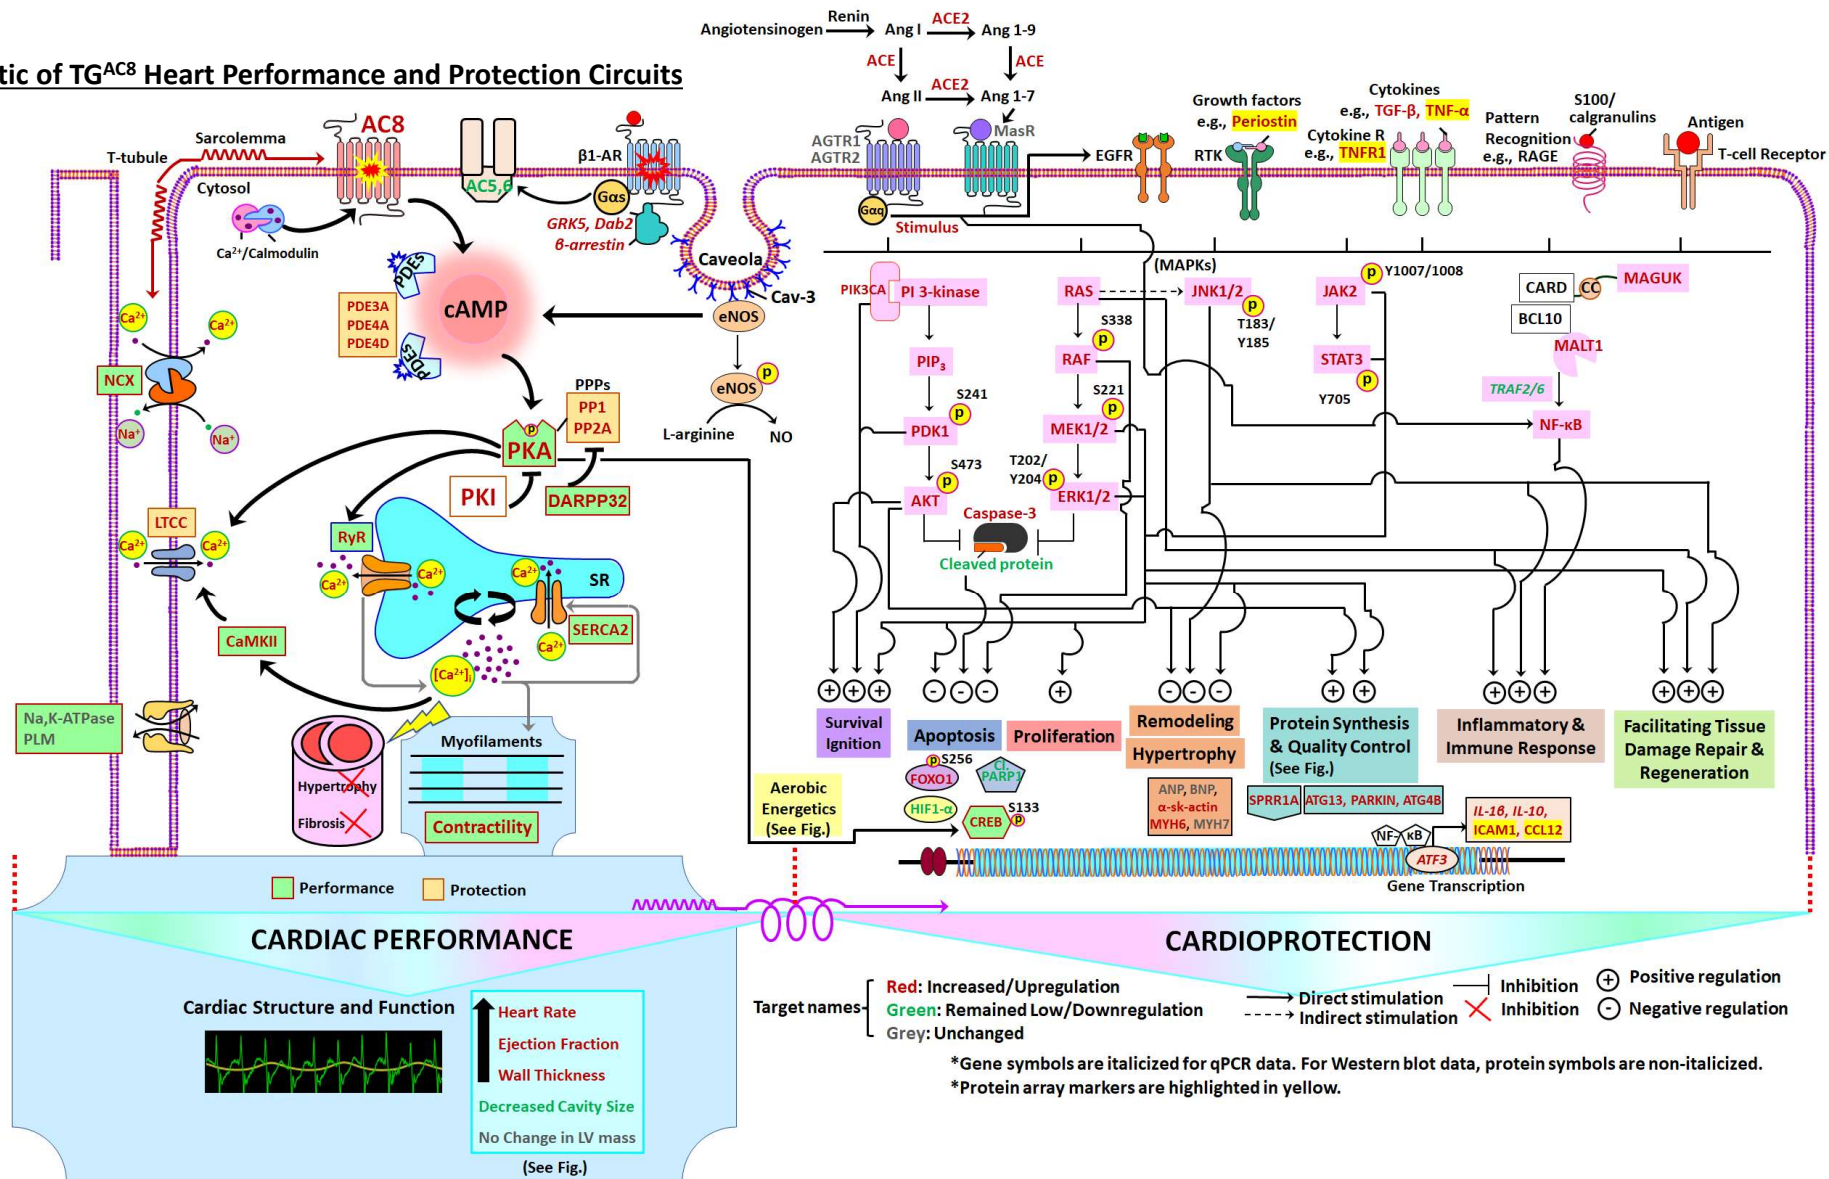 tic of TG^AC8 Heart Performance and Protection Circuits
Angiotensinogen
Renin
Ang I
ACE2
Ang 1-9
ACE
ACE
Ang II
ACE2
Ang 1-7
Sarcolemma
T-tubule
Cytosol
AC8
AC5,6
β1-AR
Gαs
GRK5, Dab2
β-arrestin
Ca²⁺/Calmodulin
AGTR1
AGTR2
MasR
Gαq
Stimulus
EGFR
Growth factors
e.g., Periostin
RTK
Cytokines
e.g., TGF-β, TNF-α
Cytokine R
e.g., TNFR1
Pattern
Recognition
e.g., RAGE
S100/
calgranulins
Antigen
T-cell Receptor
Caveola
Cav-3
PDEs
PDE3A
PDE4A
PDE4D
PDEs
cAMP
eNOS
eNOS
p
L-arginine
NO
Ca²⁺
Ca²⁺
NCX
Na⁺
Na⁺
PPPs
PP1
PP2A
p
PKA
PKI
DARPP32
LTCC
Ca²⁺
Ca²⁺
RyR
Ca²⁺
Ca²⁺
Ca²⁺
SR
SERCA2
Ca²⁺
CaMKII
[Ca²⁺]i
Na,K-ATPase
PLM
Hypertrophy
Fibrosis
Myofilaments
Contractility
(MAPKs)
PIK3CA
PI 3-kinase
PIP₃
S241
p
PDK1
S473
p
AKT
RAS
S338
p
RAF
S221
p
MEK1/2
T202/
Y204
p
ERK1/2
JNK1/2
p
T183/
Y185
p
Y1007/1008
JAK2
STAT3
p
Y705
CARD
CC
MAGUK
BCL10
MALT1
TRAF2/6
NF-κB
Caspase-3
Cleaved protein
+ + +
- - -
+
- - -
+ +
+ + +
+ + +
Survival
Ignition
Apoptosis
Proliferation
Remodeling
Hypertrophy
Protein Synthesis
& Quality Control
(See Fig.)
Inflammatory &
Immune Response
Facilitating Tissue
Damage Repair &
Regeneration
p
S256
FOXO1
Cl.
PARP1
HIF1-α
CREB
S133
p
Aerobic
Energetics
(See Fig.)
ANP, BNP,
α-sk-actin
MYH6, MYH7
SPRR1A
ATG13, PARKIN, ATG4B
NF-
κB
IL-1β, IL-10,
ICAM1, CCL12
ATF3
Gene Transcription
Performance
Protection
CARDIAC PERFORMANCE
CARDIOPROTECTION
Cardiac Structure and Function
Heart Rate
Ejection Fraction
Wall Thickness
Decreased Cavity Size
No Change in LV mass
(See Fig.)
Target names
Red: Increased/Upregulation
Green: Remained Low/Downregulation
Grey: Unchanged
Direct stimulation
Indirect stimulation
Inhibition
Inhibition
+ Positive regulation
- Negative regulation
*Gene symbols are italicized for qPCR data. For Western blot data, protein symbols are non-italicized.
*Protein array markers are highlighted in yellow.